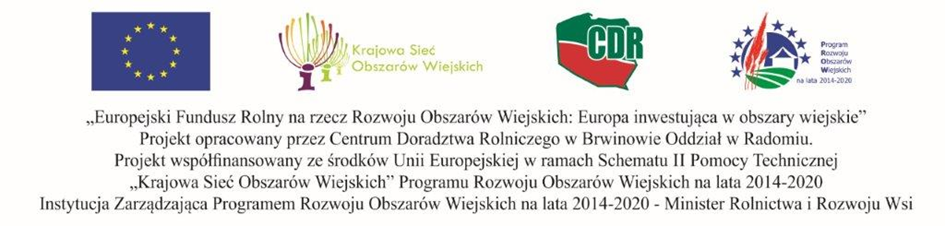 Krajowa Sieć
Obszarów Wiejskich
CDR
Program
Rozwoju
Obszarów
Wiejskich
na lata 2014-2020
„Europejski Fundusz Rolny na rzecz Rozwoju Obszarów Wiejskich: Europa inwestująca w obszary wiejskie”
Projekt opracowany przez Centrum Doradztwa Rolniczego w Brwinowie Oddział w Radomiu.
Projekt współfinansowany ze środków Unii Europejskiej w ramach Schematu II Pomocy Technicznej
„Krajowa Sieć Obszarów Wiejskich” Programu Rozwoju Obszarów Wiejskich na lata 2014-2020
Instytucja Zarządzająca Programem Rozwoju Obszarów Wiejskich na lata 2014-2020 - Minister Rolnictwa i Rozwoju Wsi